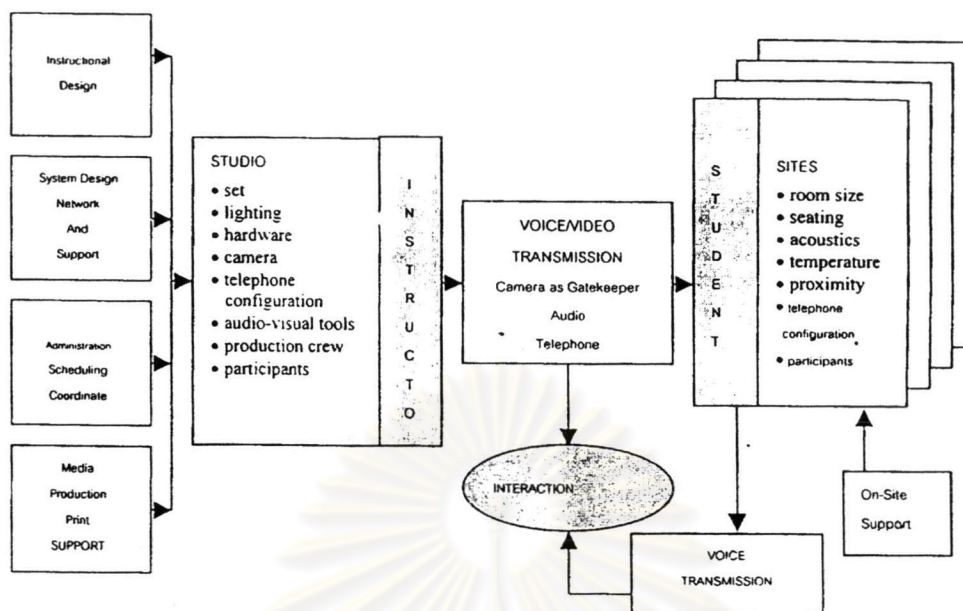 Instructional
Design
System Design
Network
And
Support
Administration
Scheduling
Coordinate
Media
Production
Print
SUPPORT
STUDIO
• set
• lighting
• hardware
• camera
• telephone
configuration
• audio-visual tools
• production crew
• participants
I
N
S
T
R
U
C
T
O
VOICE/VIDEO
TRANSMISSION
Camera as Gatekeeper
Audio
Telephone
INTERACTION
S
T
U
D
E
N
T
SITES
• room size
• seating
• acoustics
• temperature
• proximity
• telephone
configuration
• participants
VOICE
TRANSMISSION
On-Site
Support